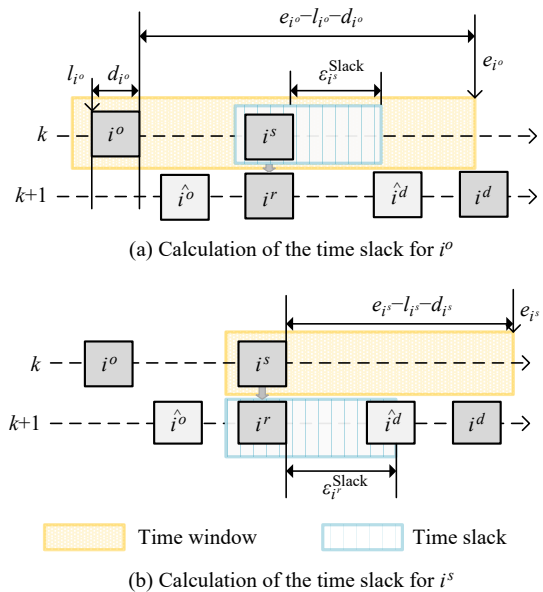 e_{i^o}−l_{i^o}−d_{i^o}
l_{i^o} d_{i^o} ε_{i^s}^{Slack} e_{i^o}
k i^o i^s
k+1 î^o i^r î^d i^d
(a) Calculation of the time slack for i^o
e_{i^s}−l_{i^s}−d_{i^s} e_{i^s}
k i^o i^s
k+1 î^o i^r î^d i^d
ε_{i^r}^{Slack}
Time window Time slack
(b) Calculation of the time slack for i^s